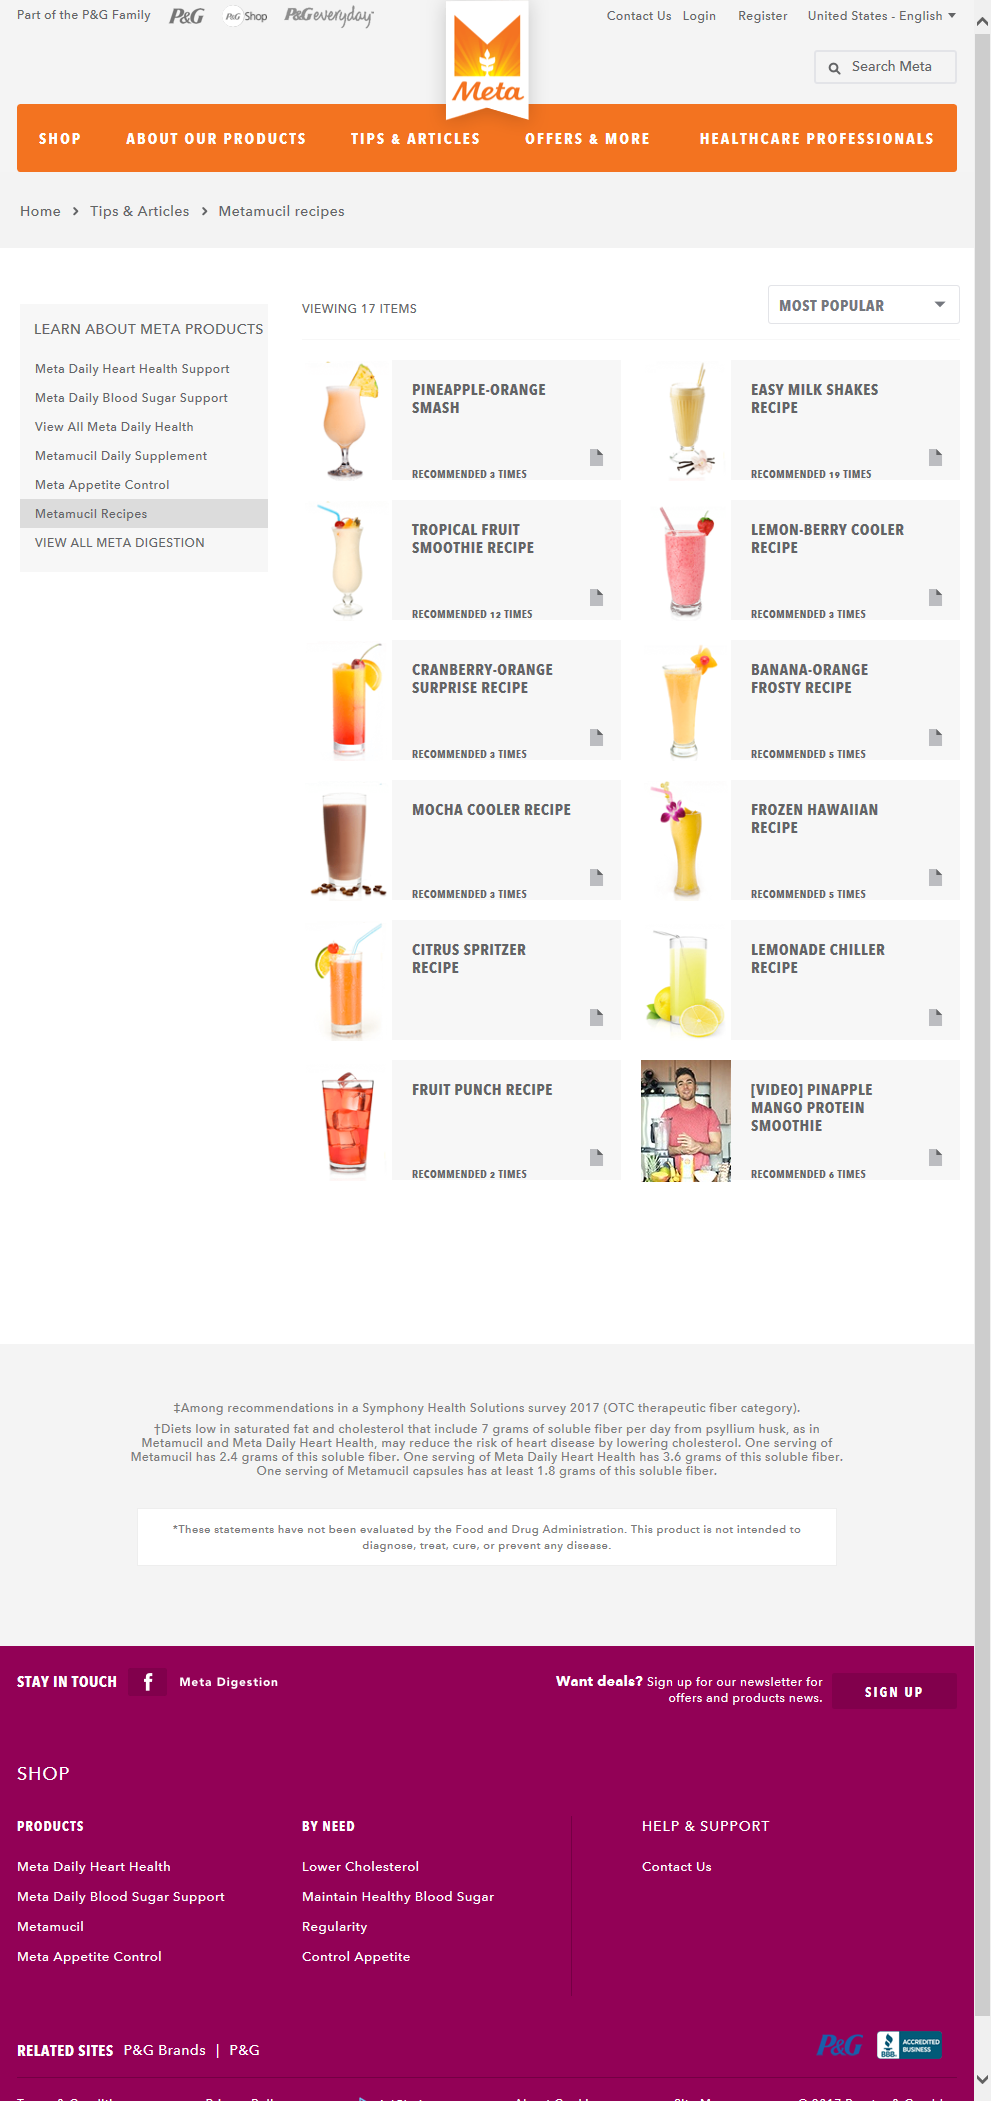 Part of the P&G Family P&G P&G Shop P&G everyday Contact Us Login Register United States - English
Search Meta
Meta
SHOP ABOUT OUR PRODUCTS TIPS & ARTICLES OFFERS & MORE HEALTHCARE PROFESSIONALS
Home > Tips & Articles > Metamucil recipes
LEARN ABOUT META PRODUCTS
Meta Daily Heart Health Support
Meta Daily Blood Sugar Support
View All Meta Daily Health
Metamucil Daily Supplement
Meta Appetite Control
Metamucil Recipes
VIEW ALL META DIGESTION
VIEWING 17 ITEMS
MOST POPULAR
PINEAPPLE-ORANGE
SMASH
RECOMMENDED 3 TIMES
EASY MILK SHAKES
RECIPE
RECOMMENDED 19 TIMES
TROPICAL FRUIT
SMOOTHIE RECIPE
RECOMMENDED 12 TIMES
LEMON-BERRY COOLER
RECIPE
RECOMMENDED 3 TIMES
CRANBERRY-ORANGE
SURPRISE RECIPE
RECOMMENDED 3 TIMES
BANANA-ORANGE
FROSTY RECIPE
RECOMMENDED 5 TIMES
MOCHA COOLER RECIPE
RECOMMENDED 3 TIMES
FROZEN HAWAIIAN
RECIPE
RECOMMENDED 5 TIMES
CITRUS SPRITZER
RECIPE
LEMONADE CHILLER
RECIPE
FRUIT PUNCH RECIPE
RECOMMENDED 2 TIMES
[VIDEO] PINAPPLE
MANGO PROTEIN
SMOOTHIE
RECOMMENDED 6 TIMES
‡Among recommendations in a Symphony Health Solutions survey 2017 (OTC therapeutic fiber category).
†Diets low in saturated fat and cholesterol that include 7 grams of soluble fiber per day from psyllium husk, as in
Metamucil and Meta Daily Heart Health, may reduce the risk of heart disease by lowering cholesterol. One serving of
Metamucil has 2.4 grams of this soluble fiber. One serving of Meta Daily Heart Health has 3.6 grams of this soluble fiber.
One serving of Metamucil capsules has at least 1.8 grams of this soluble fiber.
*These statements have not been evaluated by the Food and Drug Administration. This product is not intended to
diagnose, treat, cure, or prevent any disease.
STAY IN TOUCH f Meta Digestion
Want deals? Sign up for our newsletter for
offers and products news.
SIGN UP
SHOP
PRODUCTS
Meta Daily Heart Health
Meta Daily Blood Sugar Support
Metamucil
Meta Appetite Control
BY NEED
Lower Cholesterol
Maintain Healthy Blood Sugar
Regularity
Control Appetite
HELP & SUPPORT
Contact Us
RELATED SITES P&G Brands | P&G
P&G
BBB
ACCREDITED
BUSINESS